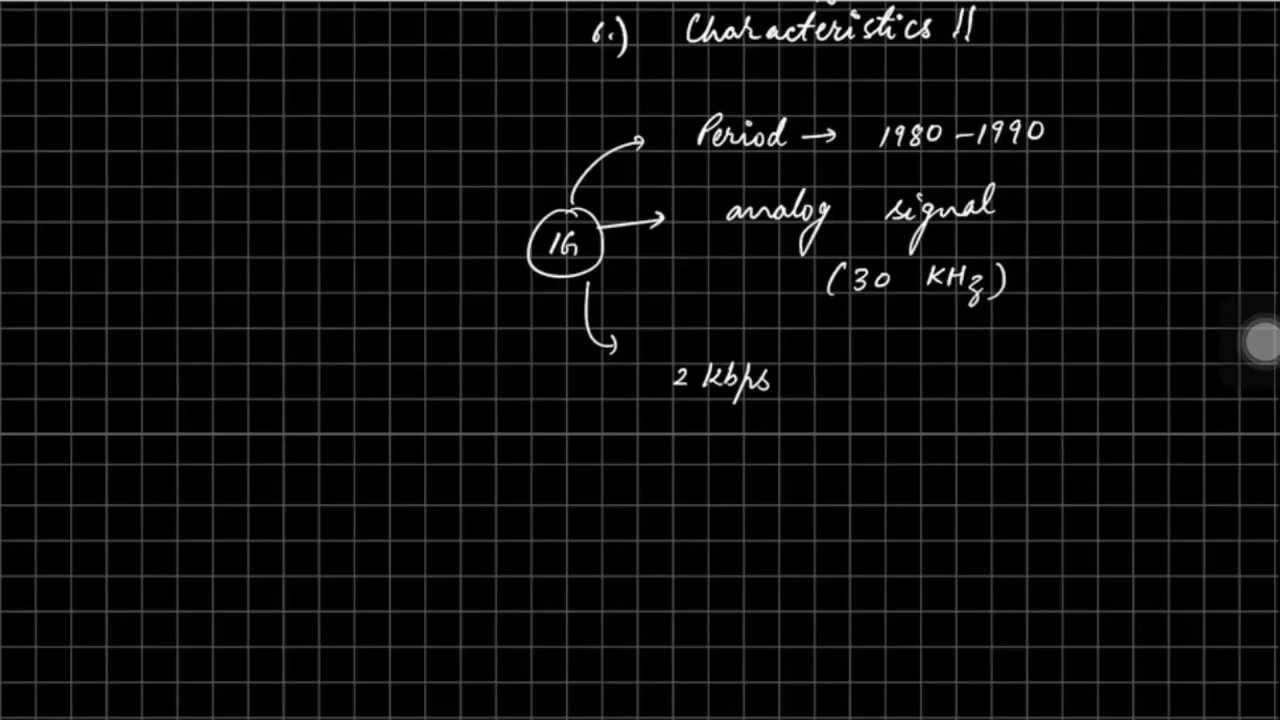 6.) Characteristics !!
Period → 1980 - 1990
1G → analog signal
(30 KHz)
2 Kbps